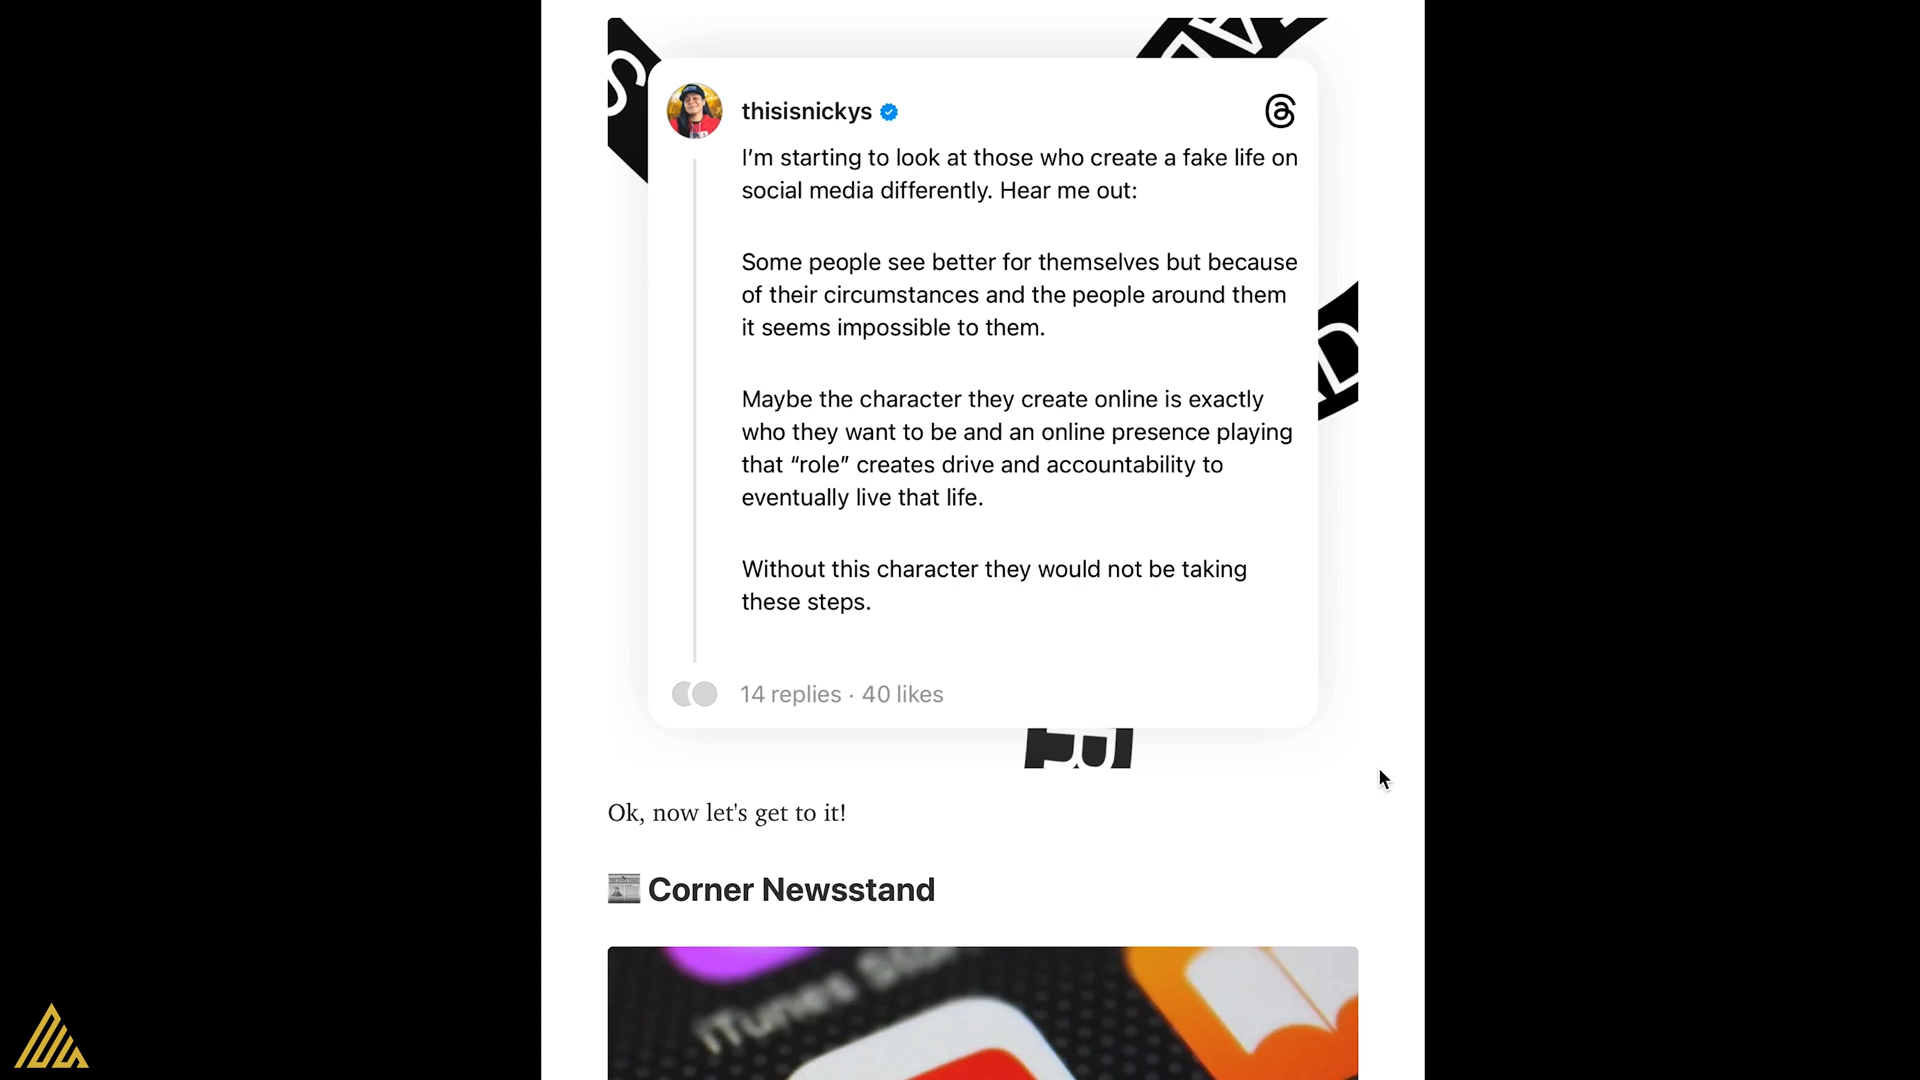 thisisnickys
I’m starting to look at those who create a fake life on
social media differently. Hear me out:
Some people see better for themselves but because
of their circumstances and the people around them
it seems impossible to them.
Maybe the character they create online is exactly
who they want to be and an online presence playing
that “role” creates drive and accountability to
eventually live that life.
Without this character they would not be taking
these steps.
14 replies · 40 likes
Ok, now let's get to it!
Corner Newsstand
iTunes Store